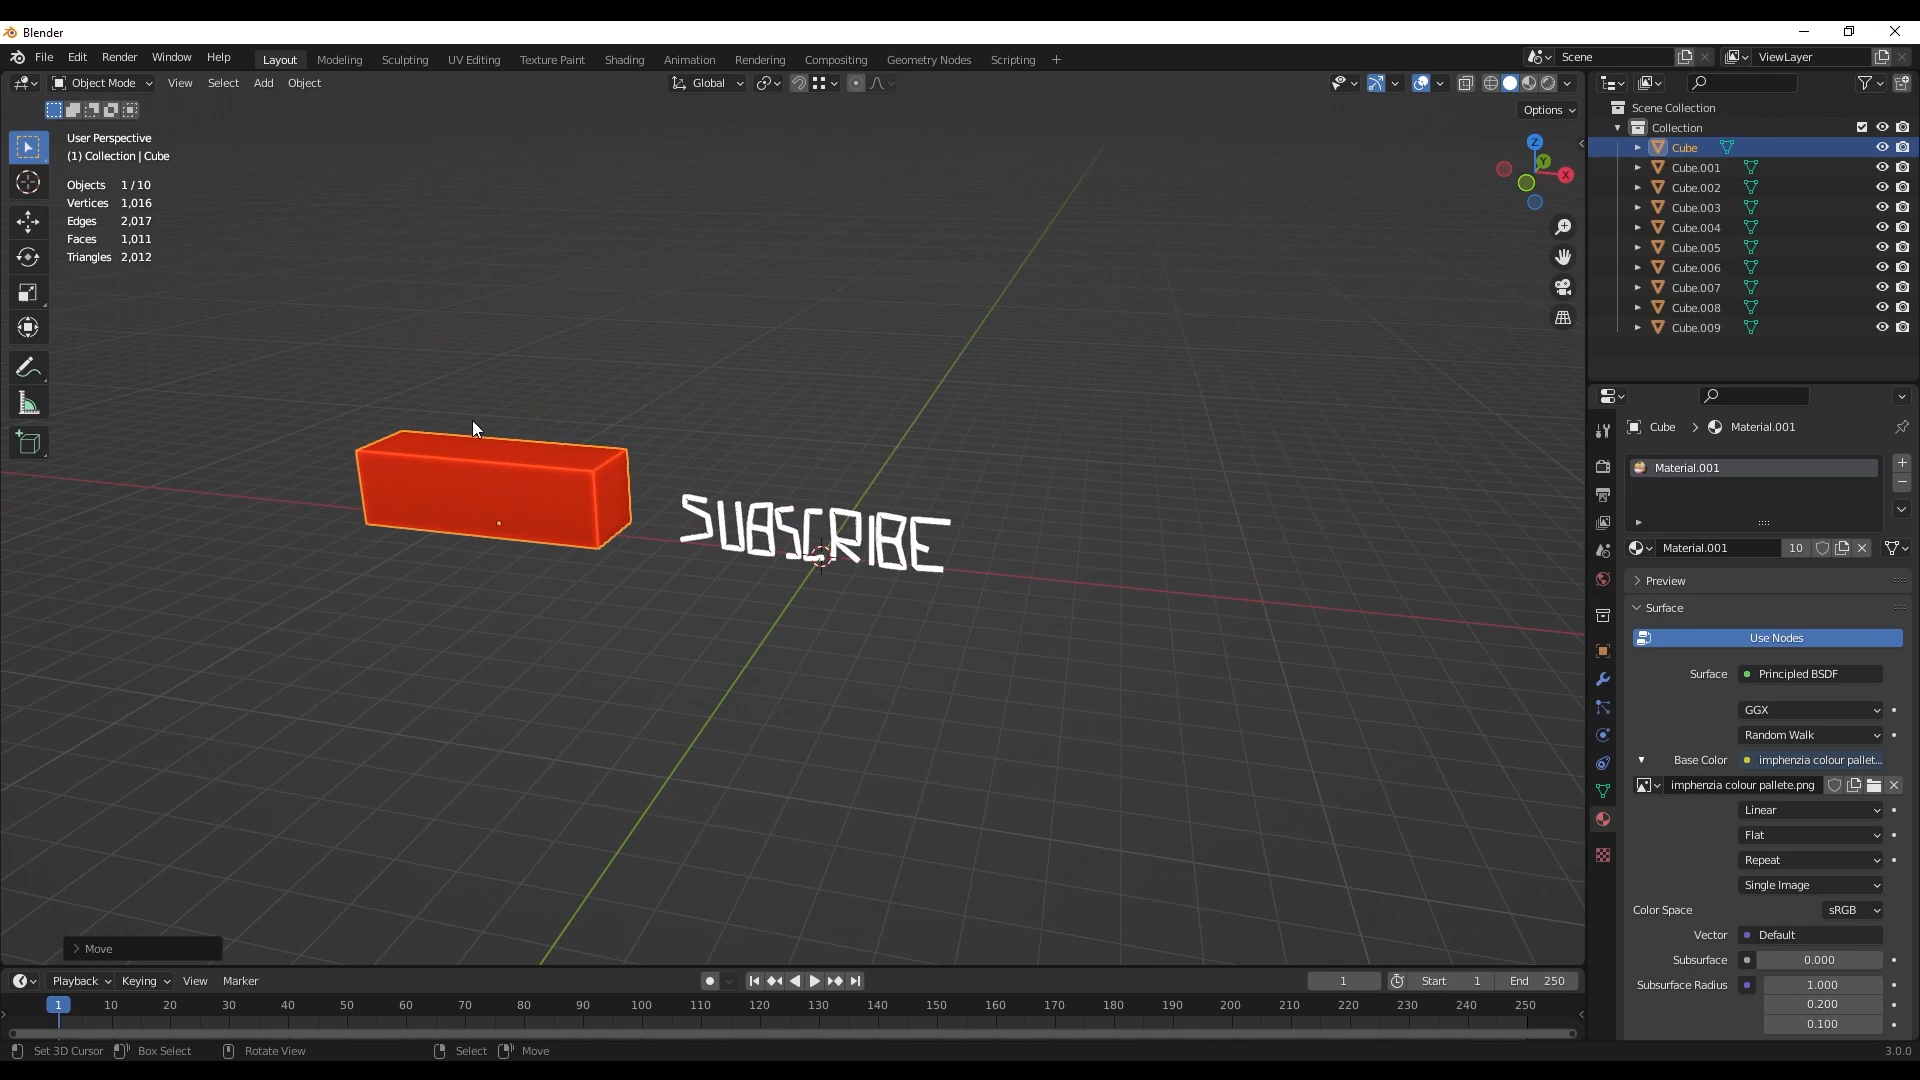 Blender
File Edit Render Window Help Layout Modeling Sculpting UV Editing Texture Paint Shading Animation Rendering Compositing Geometry Nodes Scripting + Scene ViewLayer
Object Mode View Select Add Object Global
Options
User Perspective
(1) Collection | Cube
Objects 1 / 10
Vertices 1,016
Edges 2,017
Faces 1,011
Triangles 2,012
Z
Y
X
SUBSCRIBE
Move
Scene Collection
Collection
Cube
Cube.001
Cube.002
Cube.003
Cube.004
Cube.005
Cube.006
Cube.007
Cube.008
Cube.009
Cube > Material.001
Material.001
Material.001 10
Preview
Surface
Use Nodes
Surface Principled BSDF
GGX
Random Walk
Base Color imphenzia colour pallet...
imphenzia colour pallete.png
Linear
Flat
Repeat
Single Image
Color Space sRGB
Vector Default
Subsurface 0.000
Subsurface Radius 1.000
0.200
0.100
Playback Keying View Marker 1 Start 1 End 250
1 10 20 30 40 50 60 70 80 90 100 110 120 130 140 150 160 170 180 190 200 210 220 230 240 250
Set 3D Cursor Box Select Rotate View Select Move 3.0.0